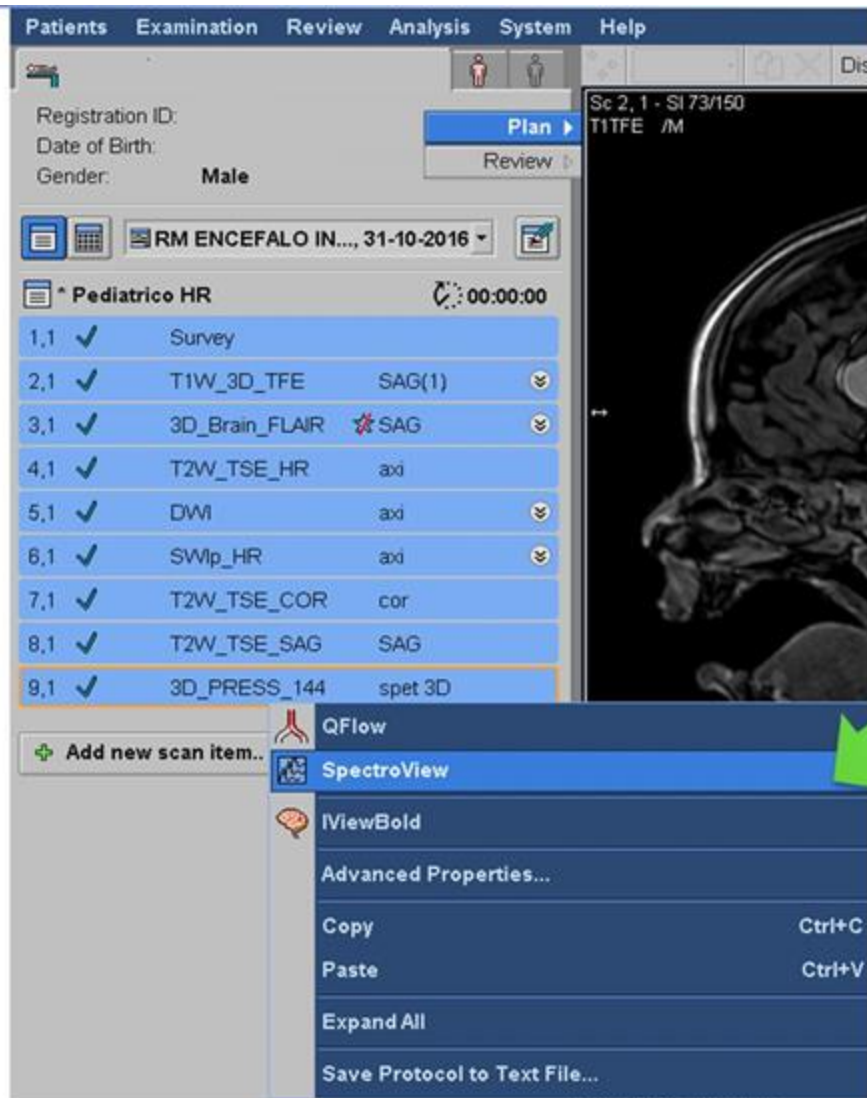 Patients Examination Review Analysis System Help
Dis
Registration ID:
Date of Birth:
Gender: Male
Plan
Review
Sc 2, 1 - Sl 73/150
T1TFE /M
RM ENCEFALO IN..., 31-10-2016
^ Pediatrico HR 00:00:00
1,1 Survey
2,1 T1W_3D_TFE SAG(1)
3,1 3D_Brain_FLAIR SAG
4,1 T2W_TSE_HR axi
5,1 DWI axi
6,1 SWIp_HR axi
7,1 T2W_TSE_COR cor
8,1 T2W_TSE_SAG SAG
9,1 3D_PRESS_144 spet 3D
Add new scan item..
QFlow
SpectroView
IViewBold
Advanced Properties...
Copy Ctrl+C
Paste Ctrl+V
Expand All
Save Protocol to Text File...